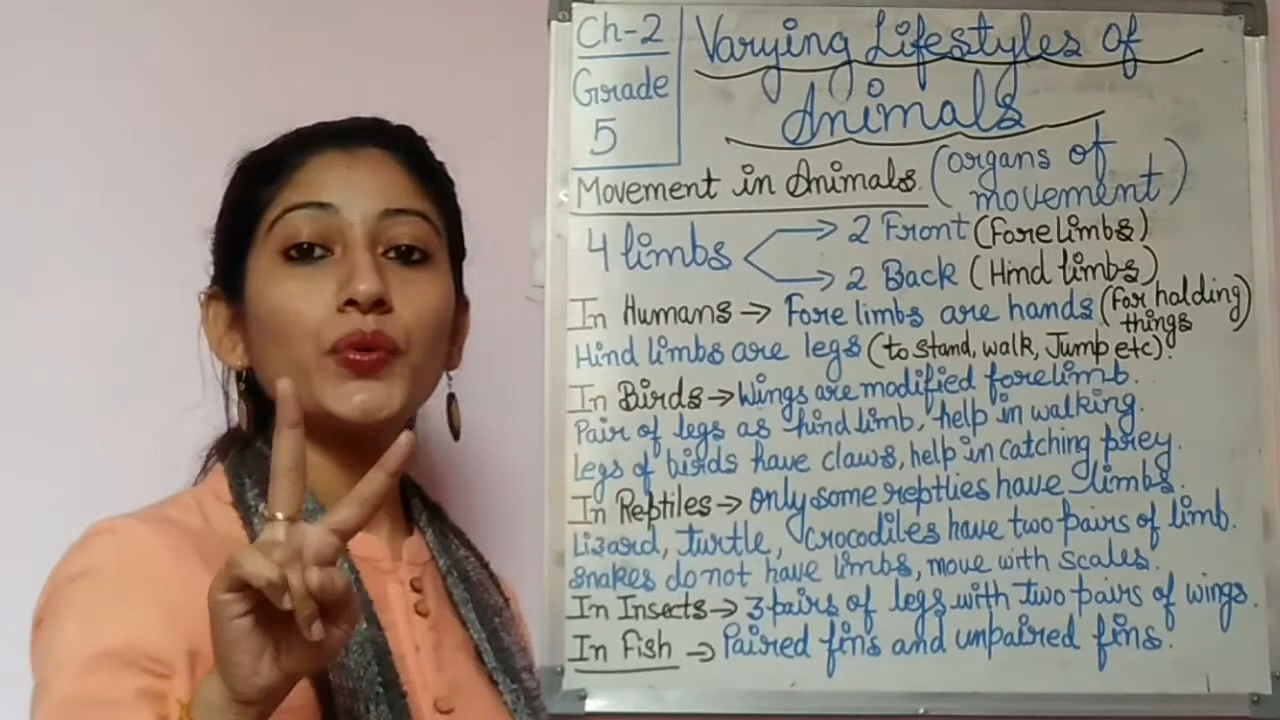 Ch-2
Grade
5
Varying Lifestyles of
Animals
Movement in Animals. (organs of
movement)
4 limbs → 2 Front (Forelimbs)
→ 2 Back (Hind limbs)
In Humans → Fore limbs are hands (for holding
things)
Hind limbs are legs (to stand, walk, Jump etc).
In Birds → Wings are modified forelimb.
Pair of legs as hind limb, help in walking.
Legs of birds have claws, help in catching prey.
In Reptiles → only some reptlies have limbs.
Lizard, turtle, Crocodiles have two pairs of limb.
Snakes do not have limbs, move with scales.
In Insects → 3 pairs of legs with two pairs of wings.
In Fish → Paired fins and unpaired fins.